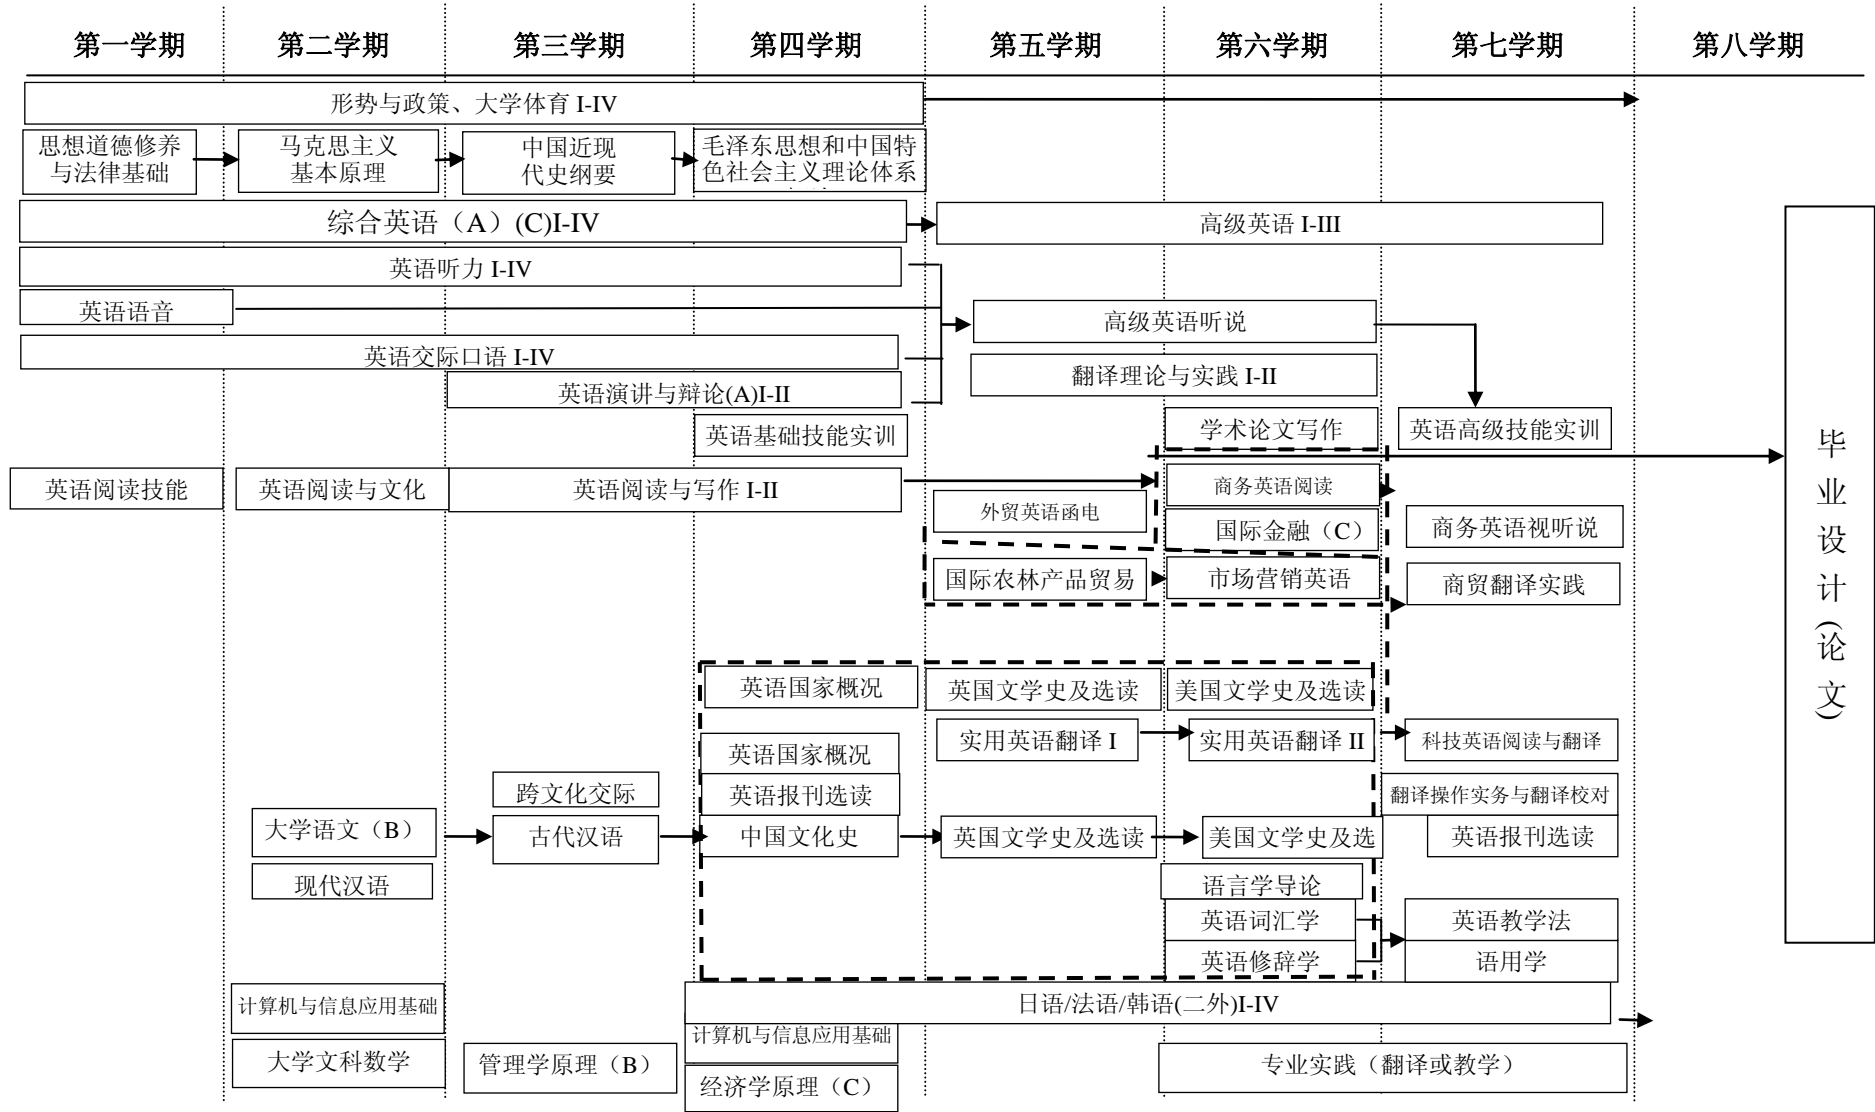 第一学期
第二学期
第三学期
第四学期
第五学期
第六学期
第七学期
第八学期
形势与政策、大学体育 I-IV
思想道德修养
与法律基础
马克思主义
基本原理
中国近现
代史纲要
毛泽东思想和中国特
色社会主义理论体系
综合英语（A）(C)I-IV
高级英语 I-III
英语听力 I-IV
英语语音
高级英语听说
英语交际口语 I-IV
翻译理论与实践 I-II
英语演讲与辩论(A)I-II
英语基础技能实训
学术论文写作
英语高级技能实训
英语阅读技能
英语阅读与文化
英语阅读与写作 I-II
商务英语阅读
外贸英语函电
国际金融（C）
商务英语视听说
国际农林产品贸易
市场营销英语
商贸翻译实践
毕业设计(论文)
英语国家概况
英国文学史及选读
美国文学史及选读
实用英语翻译 I
实用英语翻译 II
科技英语阅读与翻译
英语国家概况
跨文化交际
英语报刊选读
翻译操作实务与翻译校对
大学语文（B）
古代汉语
中国文化史
英国文学史及选读
美国文学史及选
英语报刊选读
现代汉语
语言学导论
英语词汇学
英语教学法
英语修辞学
语用学
计算机与信息应用基础
日语/法语/韩语(二外)I-IV
计算机与信息应用基础
大学文科数学
管理学原理（B）
经济学原理（C）
专业实践（翻译或教学）